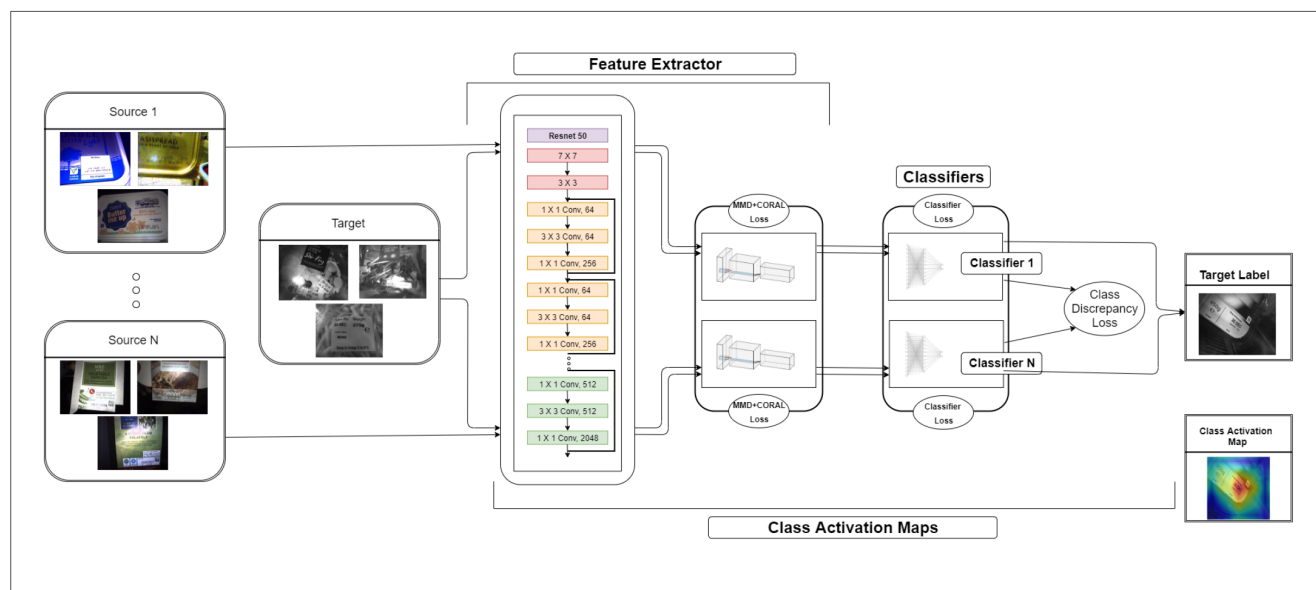 Feature Extractor
Source 1
Resnet 50
7 X 7
3 X 3
1 X 1 Conv, 64
3 X 3 Conv, 64
1 X 1 Conv, 256
1 X 1 Conv, 64
3 X 3 Conv, 64
1 X 1 Conv, 256
1 X 1 Conv, 512
3 X 3 Conv, 512
1 X 1 Conv, 2048
Target
Source N
MMD+CORAL
Loss
MMD+CORAL
Loss
Classifiers
Classifier
Loss
Classifier 1
Classifier N
Classifier
Loss
Class
Discrepancy
Loss
Target Label
Class Activation
Map
Class Activation Maps